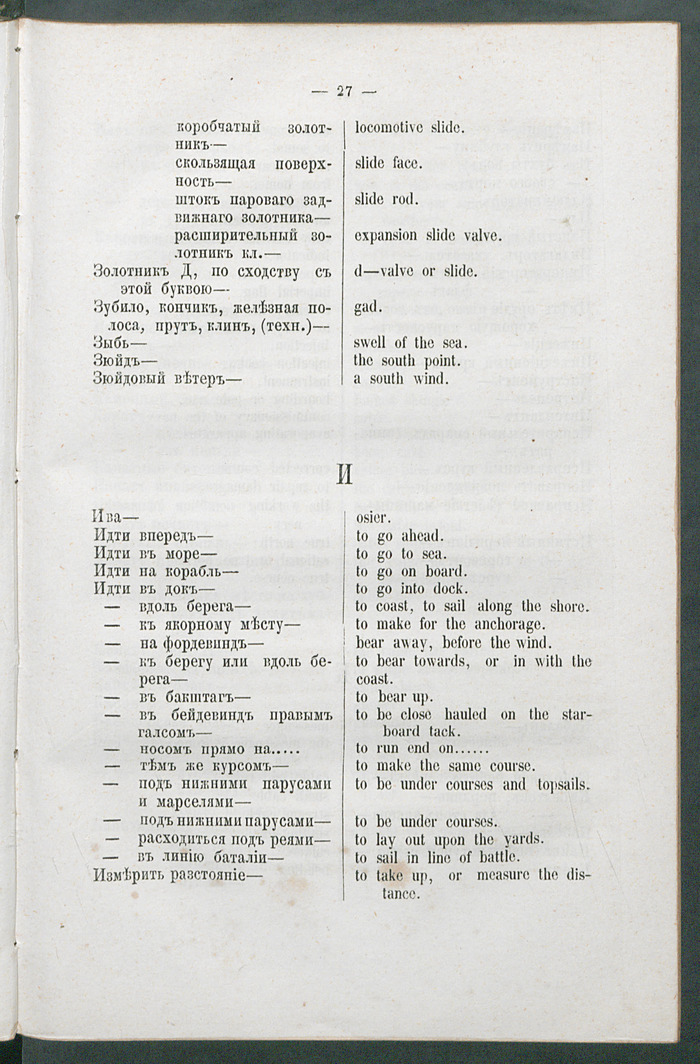 — 27 —
коробчатый золот- locomotive slide.
никъ—
скользящая поверх- slide face.
ность—
штокъ пароваго зад- slide rod.
вижнаго золотника—
расширительный зо- expansion slide valve.
лотникъ кл.—
Золотникъ Д, по сходству съ d—valve or slide.
этой буквою—
Зубило, кончикъ, желѣзная по- gad.
лоса, прутъ, клинъ, (техн.)—
Зыбь— swell of the sea.
Зюйдъ— the south point.
Зюйдовый вѣтеръ— a south wind.
И
Ива— osier.
Идти впередъ— to go ahead.
Идти въ море— to go to sea.
Идти на корабль— to go on board.
Идти въ докъ— to go into dock.
— вдоль берега— to coast, to sail along the shore.
— къ якорному мѣсту— to make for the anchorage.
— на фордевиндъ— bear away, before the wind.
— къ берегу или вдоль бе- to bear towards, or in with the
рега— coast.
— въ бакштагъ— to bear up.
— въ бейдевиндъ правымъ to be close hauled on the star-
галсомъ— board tack.
— носомъ прямо на..... to run end on......
— тѣмъ же курсомъ— to make the same course.
— подъ нижними парусами to be under courses and topsails.
и марселями—
— подъ нижними парусами— to be under courses.
— расходиться подъ реями— to lay out upon the yards.
— въ линію баталіи— to sail in line of battle.
Измѣрить разстояніе— to take up, or measure the dis-
tance.